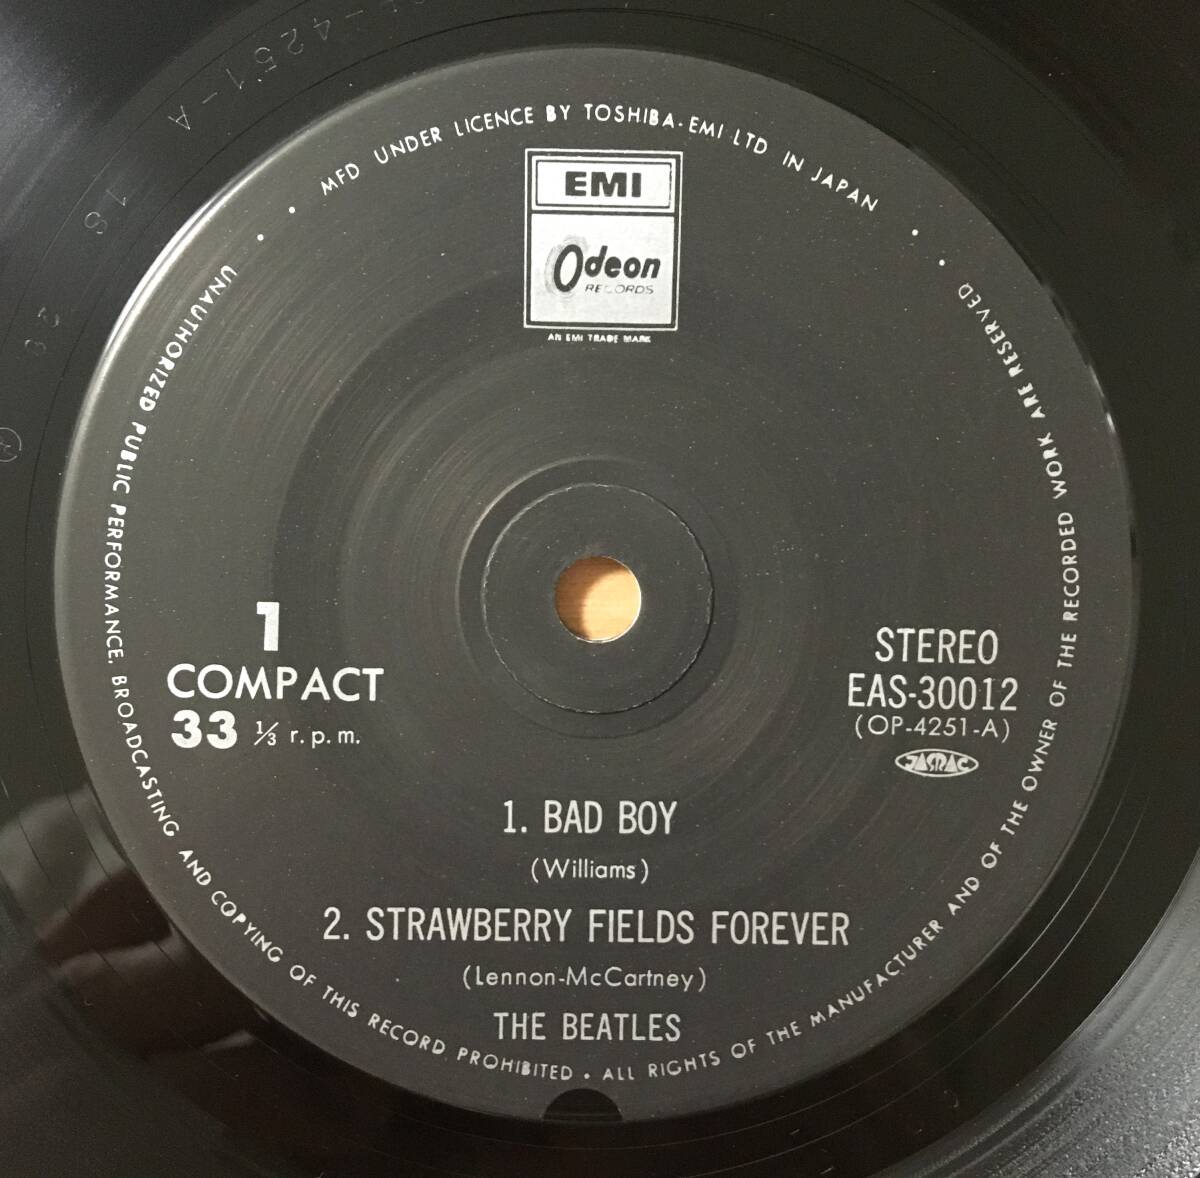 MFD UNDER LICENCE BY TOSHIBA-EMI LTD IN JAPAN
EMI
Odeon
RECORDS
AN EMI TRADE MARK
1
COMPACT
33 1/3 r.p.m.
STEREO
EAS-30012
(OP-4251-A)
JASRAC
1. BAD BOY
(Williams)
2. STRAWBERRY FIELDS FOREVER
(Lennon-McCartney)
THE BEATLES
UNAUTHORIZED PUBLIC PERFORMANCE, BROADCASTING AND COPYING OF THIS RECORD PROHIBITED • ALL RIGHTS OF THE MANUFACTURER AND OF THE OWNER OF THE RECORDED WORK ARE RESERVED
4251-A
1S